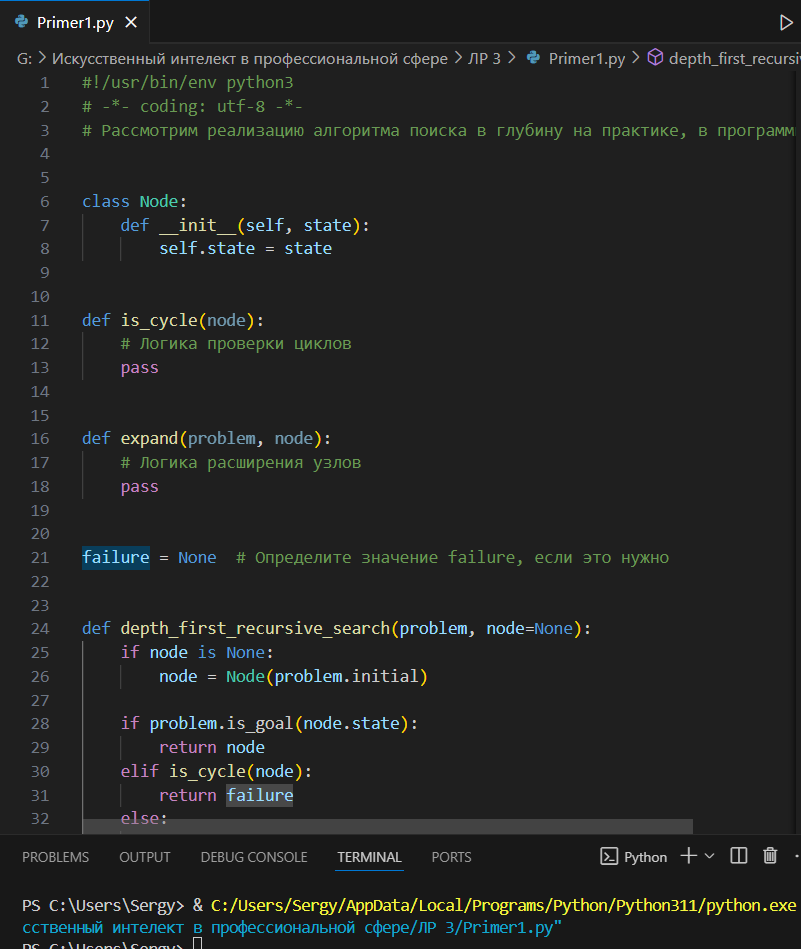 Primer1.py
G: > Искусственный интелект в профессиональной сфере > ЛР 3 > Primer1.py > depth_first_recursi
1 #!/usr/bin/env python3
2 # -*- coding: utf-8 -*-
3 # Рассмотрим реализацию алгоритма поиска в глубину на практике, в программ
4
5
6 class Node:
7     def __init__(self, state):
8         self.state = state
9
10
11 def is_cycle(node):
12     # Логика проверки циклов
13     pass
14
15
16 def expand(problem, node):
17     # Логика расширения узлов
18     pass
19
20
21 failure = None  # Определите значение failure, если это нужно
22
23
24 def depth_first_recursive_search(problem, node=None):
25     if node is None:
26         node = Node(problem.initial)
27
28     if problem.is_goal(node.state):
29         return node
30     elif is_cycle(node):
31         return failure
32     else:
PROBLEMS OUTPUT DEBUG CONSOLE TERMINAL PORTS Python
PS C:\Users\Sergy> & C:/Users/Sergy/AppData/Local/Programs/Python/Python311/python.exe
сственный интелект в профессиональной сфере/ЛР 3/Primer1.py"
PS C:\Users\Sergy>